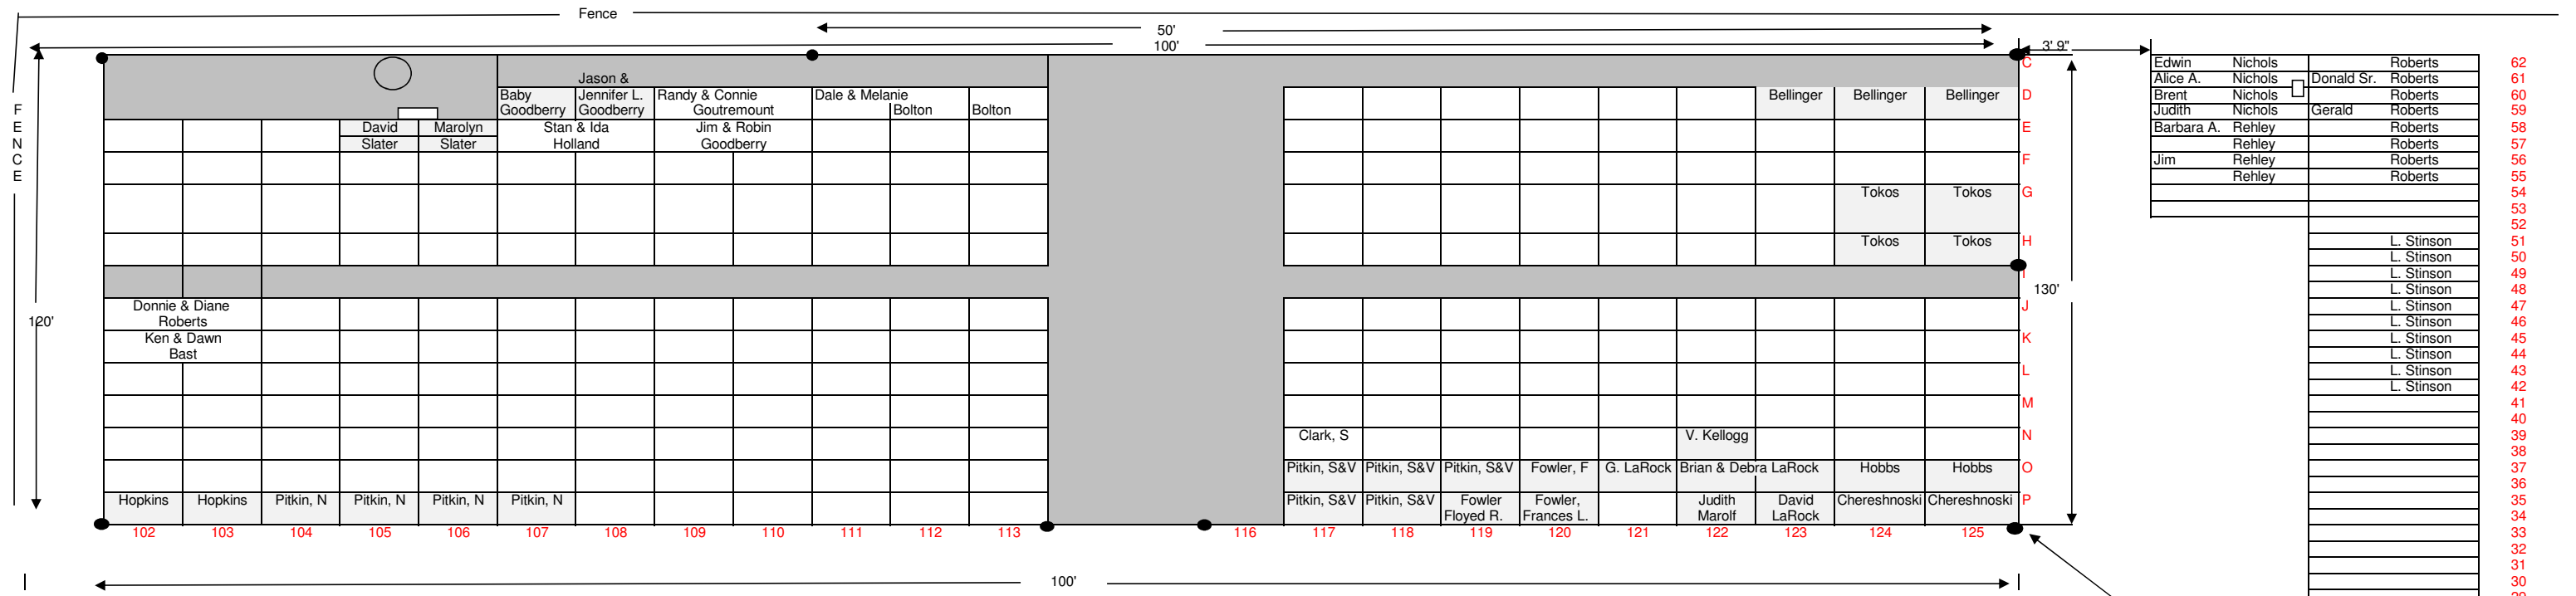 Fence
50'
100'
3' 9"
C
Edwin Nichols Roberts 62
Jason &
Alice A. Nichols Donald Sr. Roberts 61
Baby Jennifer L. Randy & Connie Dale & Melanie
Bellinger Bellinger Bellinger D
Brent Nichols Roberts 60
Goodberry Goodberry Goutremount Bolton Bolton
Judith Nichols Gerald Roberts 59
FENCE
David Marolyn Stan & Ida Jim & Robin E
Barbara A. Rehley Roberts 58
Slater Slater Holland Goodberry
Rehley Roberts 57
F
Jim Rehley Roberts 56
Rehley Roberts 55
Tokos Tokos G
54
53
52
Tokos Tokos H
L. Stinson 51
L. Stinson 50
I
L. Stinson 49
130'
L. Stinson 48
Donnie & Diane J
L. Stinson 47
120'
Roberts
L. Stinson 46
Ken & Dawn K
L. Stinson 45
Bast
L. Stinson 44
L
L. Stinson 43
L. Stinson 42
M
41
40
Clark, S V. Kellogg N
39
38
Pitkin, S&V Pitkin, S&V Pitkin, S&V Fowler, F G. LaRock Brian & Debra LaRock Hobbs Hobbs O
37
36
Hopkins Hopkins Pitkin, N Pitkin, N Pitkin, N Pitkin, N
Pitkin, S&V Pitkin, S&V Fowler Fowler, Judith David Chereshnoski Chereshnoski P
35
Floyed R. Frances L. Marolf LaRock
34
102 103 104 105 106 107 108 109 110 111 112 113 116 117 118 119 120 121 122 123 124 125
33
32
31
100'
30